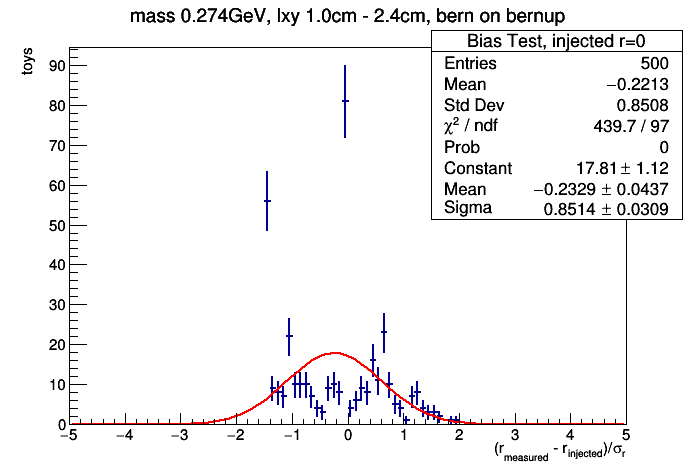 mass 0.274GeV, lxy 1.0cm - 2.4cm, bern on bernup
Bias Test, injected r=0
Entries 500
Mean −0.2213
Std Dev 0.8508
χ² / ndf 439.7 / 97
Prob 0
Constant 17.81 ± 1.12
Mean −0.2329 ± 0.0437
Sigma 0.8514 ± 0.0309
toys
90
80
70
60
50
40
30
20
10
0
−5 −4 −3 −2 −1 0 1 2 3 4 5
(r_measured - r_injected)/σ_r